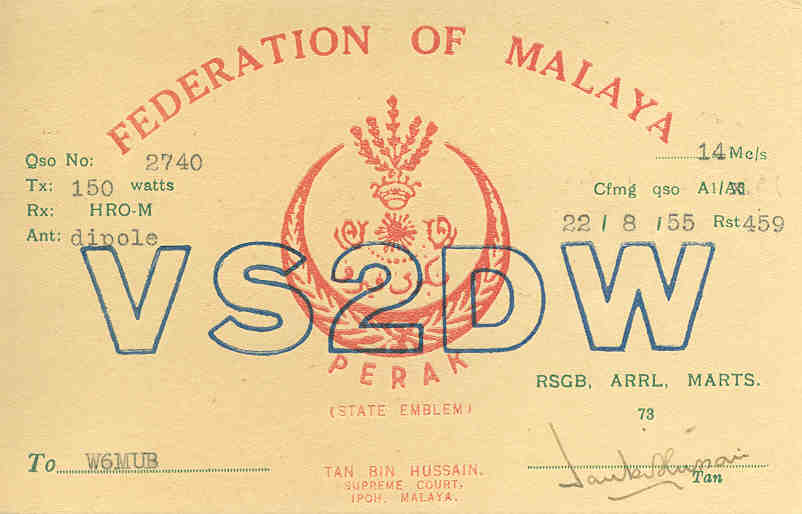 FEDERATION OF MALAYA
Qso No: 2740
Tx: 150 watts
Rx: HRO-M
Ant: dipole
14 Mc/s
Cfmg qso A1/
22 / 8 / 55 Rst 459
VS2DW
PERAK
(STATE EMBLEM)
RSGB, ARRL, MARTS.
73
To W6MUB
TAN BIN HUSSAIN.
SUPREME COURT,
IPOH, MALAYA.
Tan